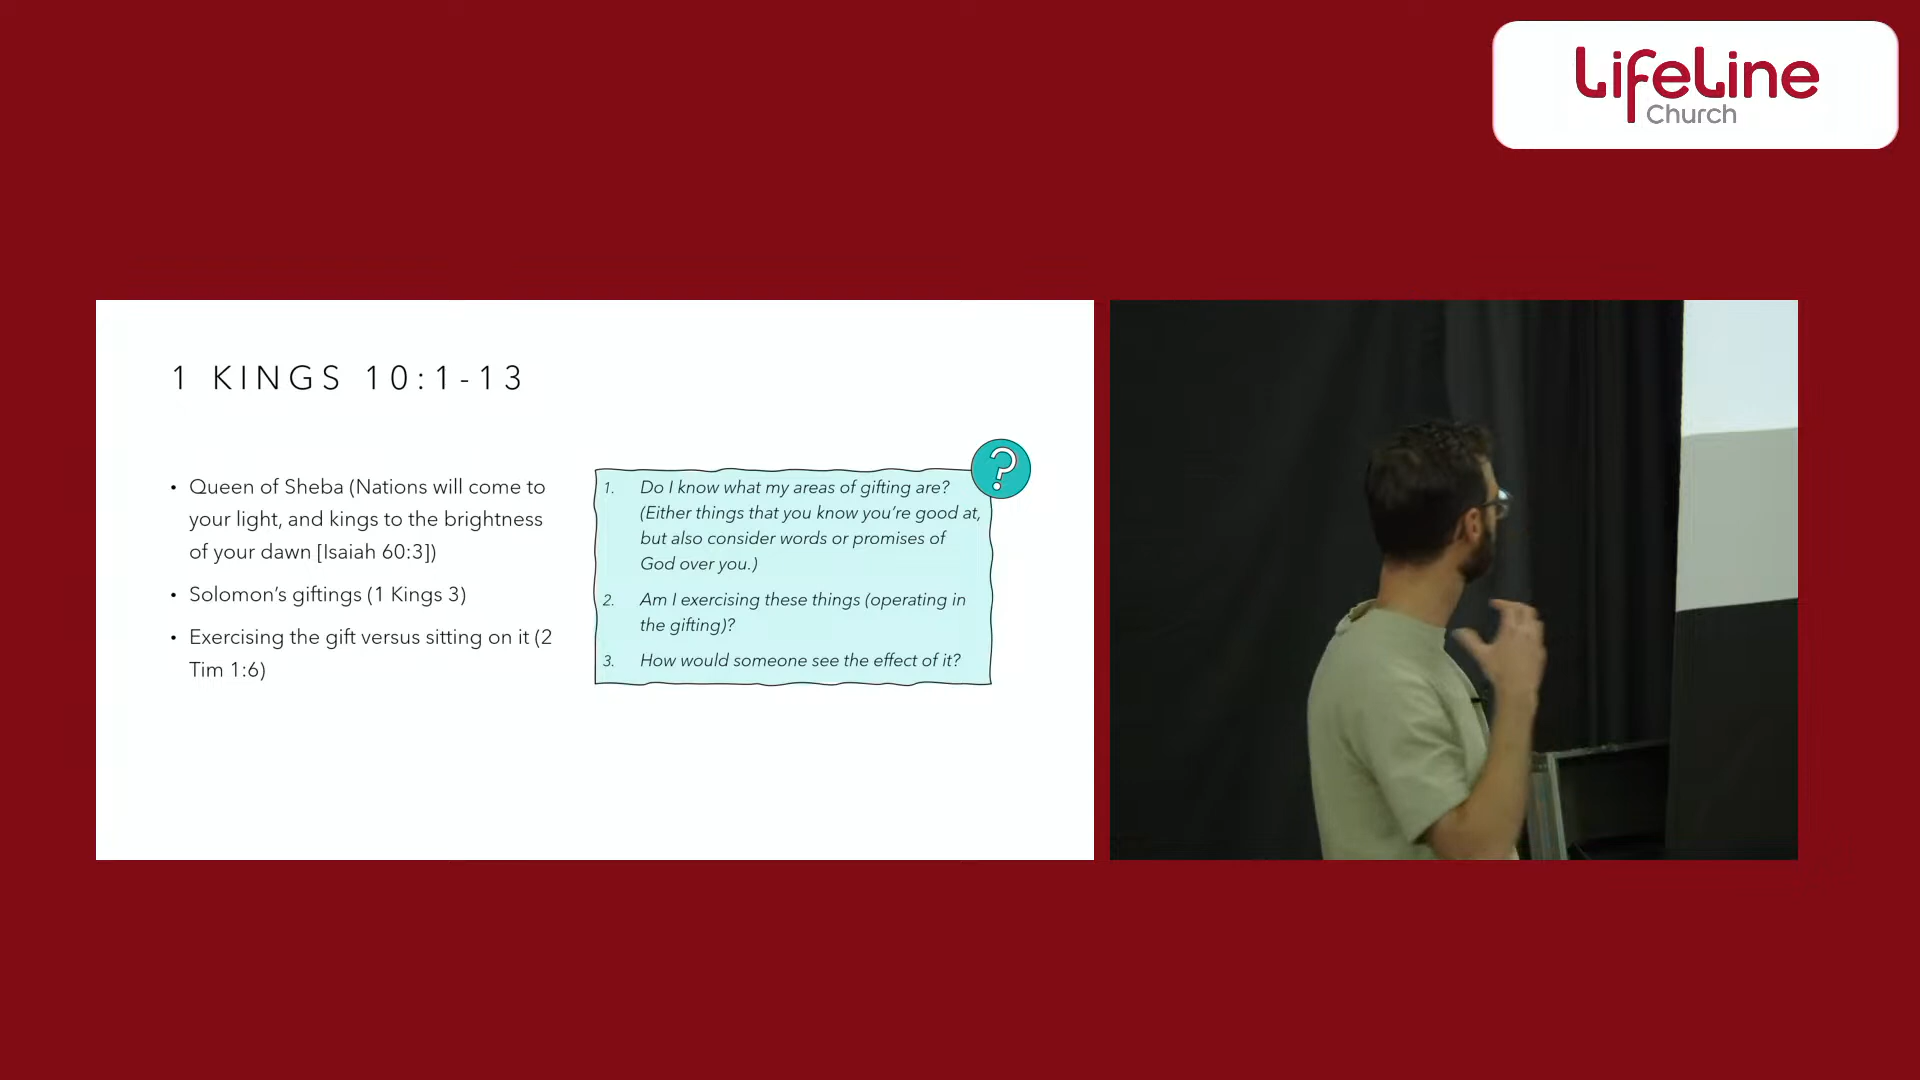 LifeLine
Church
1 KINGS 10:1-13
• Queen of Sheba (Nations will come to
your light, and kings to the brightness
of your dawn [Isaiah 60:3])
• Solomon's giftings (1 Kings 3)
• Exercising the gift versus sitting on it (2
Tim 1:6)
?
1. Do I know what my areas of gifting are?
(Either things that you know you're good at,
but also consider words or promises of
God over you.)
2. Am I exercising these things (operating in
the gifting)?
3. How would someone see the effect of it?